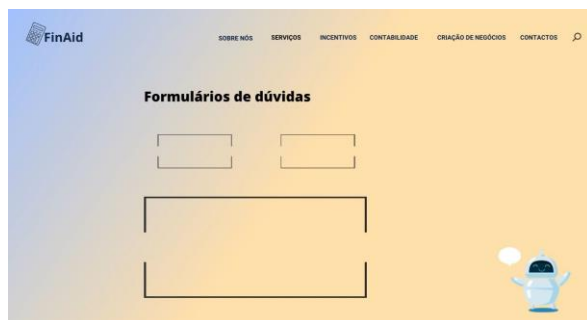 FinAid
SOBRE NÓS SERVIÇOS INCENTIVOS CONTABILIDADE CRIAÇÃO DE NEGÓCIOS CONTACTOS
Formulários de dúvidas